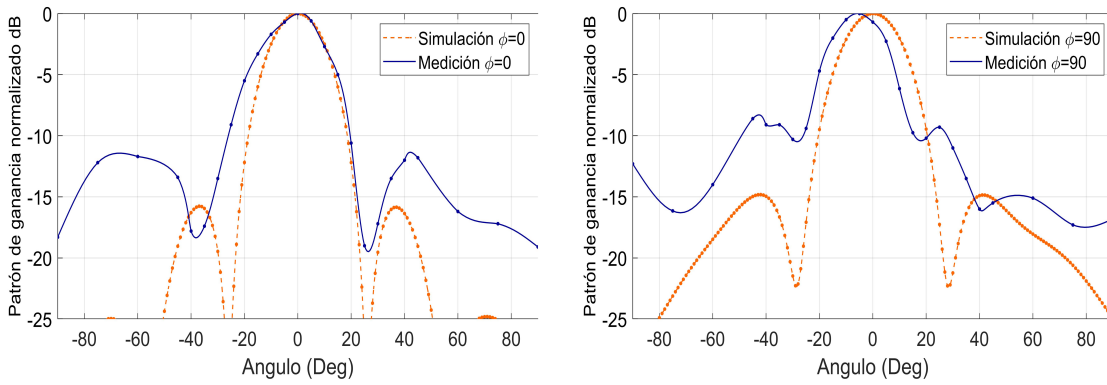 Patrón de ganancia normalizado dB
0
-5
-10
-15
-20
-25
-80 -60 -40 -20 0 20 40 60 80
Angulo (Deg)
Simulación ϕ=0
Medición ϕ=0
Patrón de ganancia normalizado dB
0
-5
-10
-15
-20
-25
-80 -60 -40 -20 0 20 40 60 80
Angulo (Deg)
Simulación ϕ=90
Medición ϕ=90